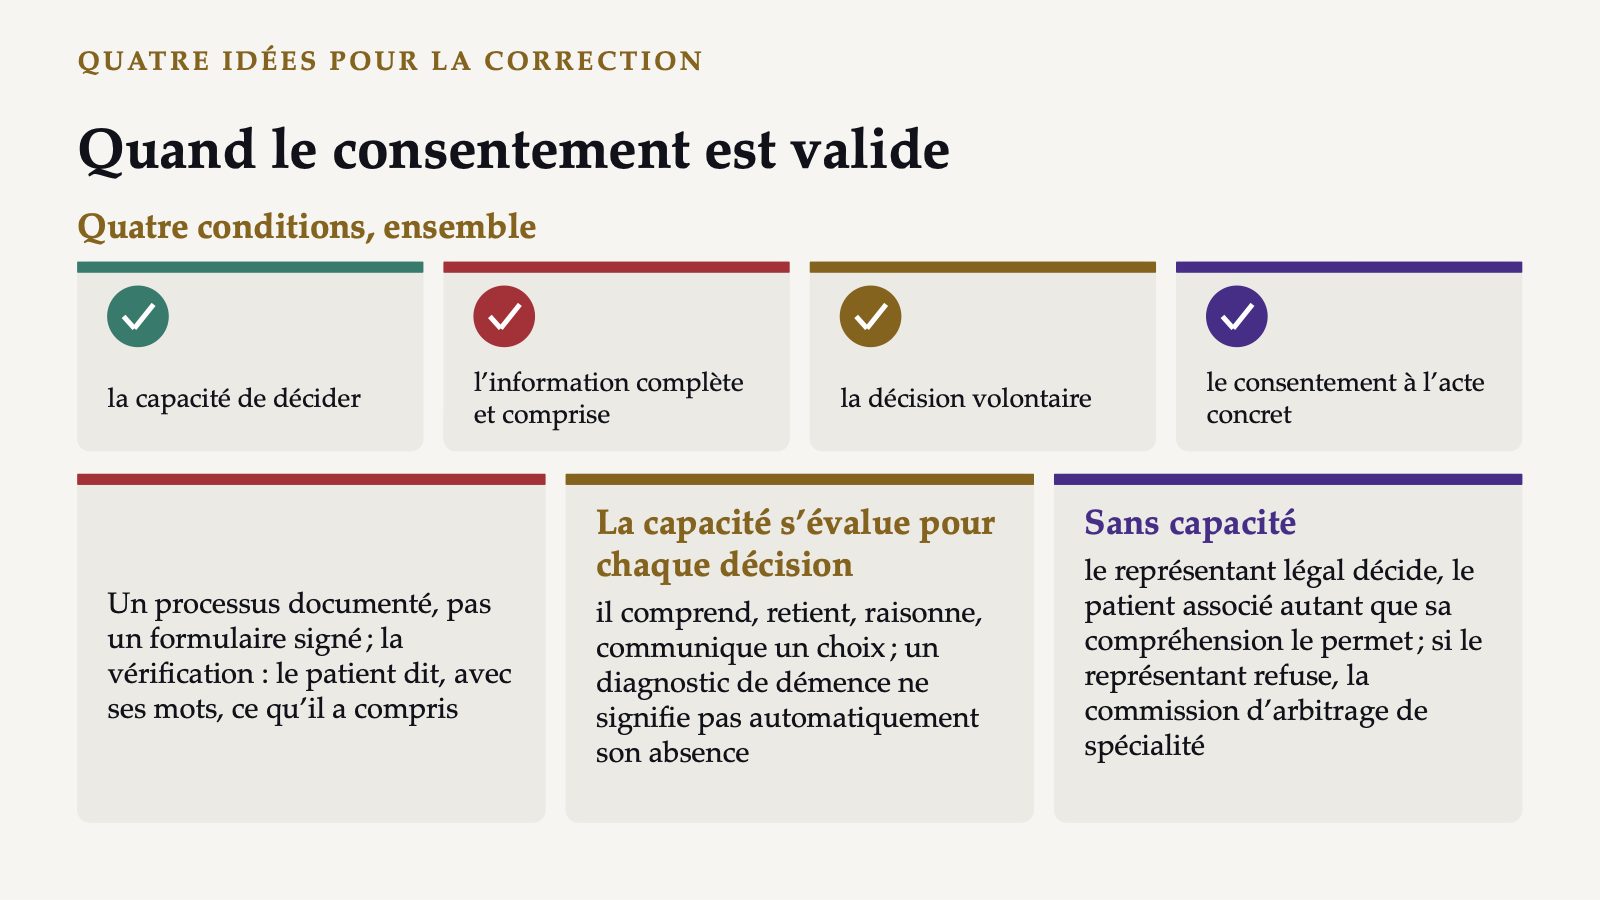 QUATRE IDÉES POUR LA CORRECTION
Quand le consentement est valide
Quatre conditions, ensemble
la capacité de décider
l’information complète
et comprise
la décision volontaire
le consentement à l’acte
concret
Un processus documenté, pas
un formulaire signé ; la
vérification : le patient dit, avec
ses mots, ce qu’il a compris
La capacité s’évalue pour
chaque décision
il comprend, retient, raisonne,
communique un choix ; un
diagnostic de démence ne
signifie pas automatiquement
son absence
Sans capacité
le représentant légal décide, le
patient associé autant que sa
compréhension le permet ; si le
représentant refuse, la
commission d’arbitrage de
spécialité